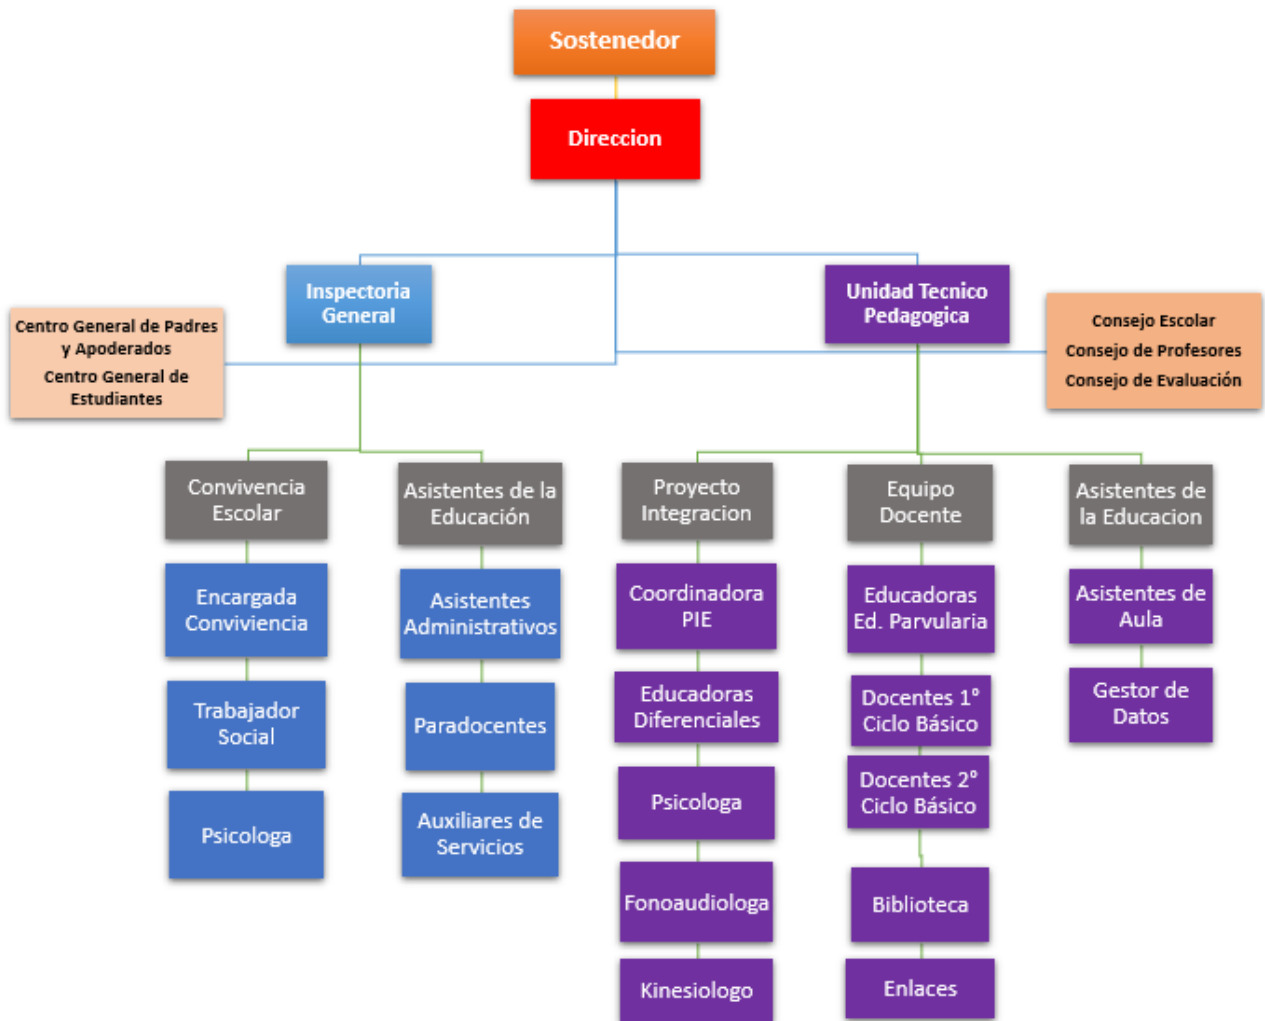 Sostenedor
Direccion
Inspectoria
General
Unidad Tecnico
Pedagogica
Centro General de Padres
y Apoderados
Centro General de
Estudiantes
Consejo Escolar
Consejo de Profesores
Consejo de Evaluación
Convivencia
Escolar
Asistentes de la
Educación
Proyecto
Integracion
Equipo
Docente
Asistentes de
la Educacion
Encargada
Conviviencia
Trabajador
Social
Psicologa
Asistentes
Administrativos
Paradocentes
Auxiliares de
Servicios
Coordinadora
PIE
Educadoras
Diferenciales
Psicologa
Fonoaudiologa
Kinesiologo
Educadoras
Ed. Parvularia
Docentes 1°
Ciclo Básico
Docentes 2°
Ciclo Básico
Biblioteca
Enlaces
Asistentes de
Aula
Gestor de
Datos